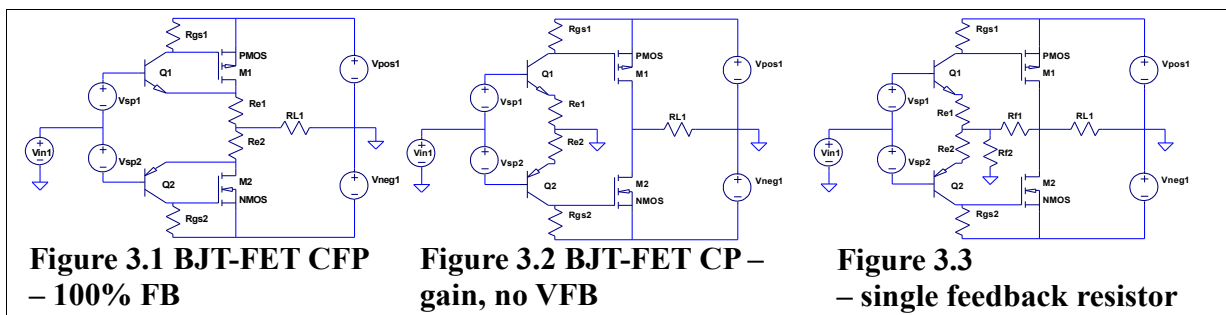 Rgs1
PMOS
M1
Q1
Vpos1
Vsp1
Re1
RL1
Re2
Vin1
Vsp2
Q2
M2
NMOS
Vneg1
Rgs2
Figure 3.1 BJT-FET CFP
– 100% FB
Rgs1
PMOS
M1
Q1
Vpos1
Vsp1
Re1
RL1
Re2
Vin1
Vsp2
Q2
M2
NMOS
Vneg1
Rgs2
Figure 3.2 BJT-FET CP –
gain, no VFB
Rgs1
PMOS
M1
Q1
Vpos1
Vsp1
Re1
Rf1
RL1
Re2
Rf2
Vin1
Vsp2
Q2
M2
NMOS
Vneg1
Rgs2
Figure 3.3
– single feedback resistor